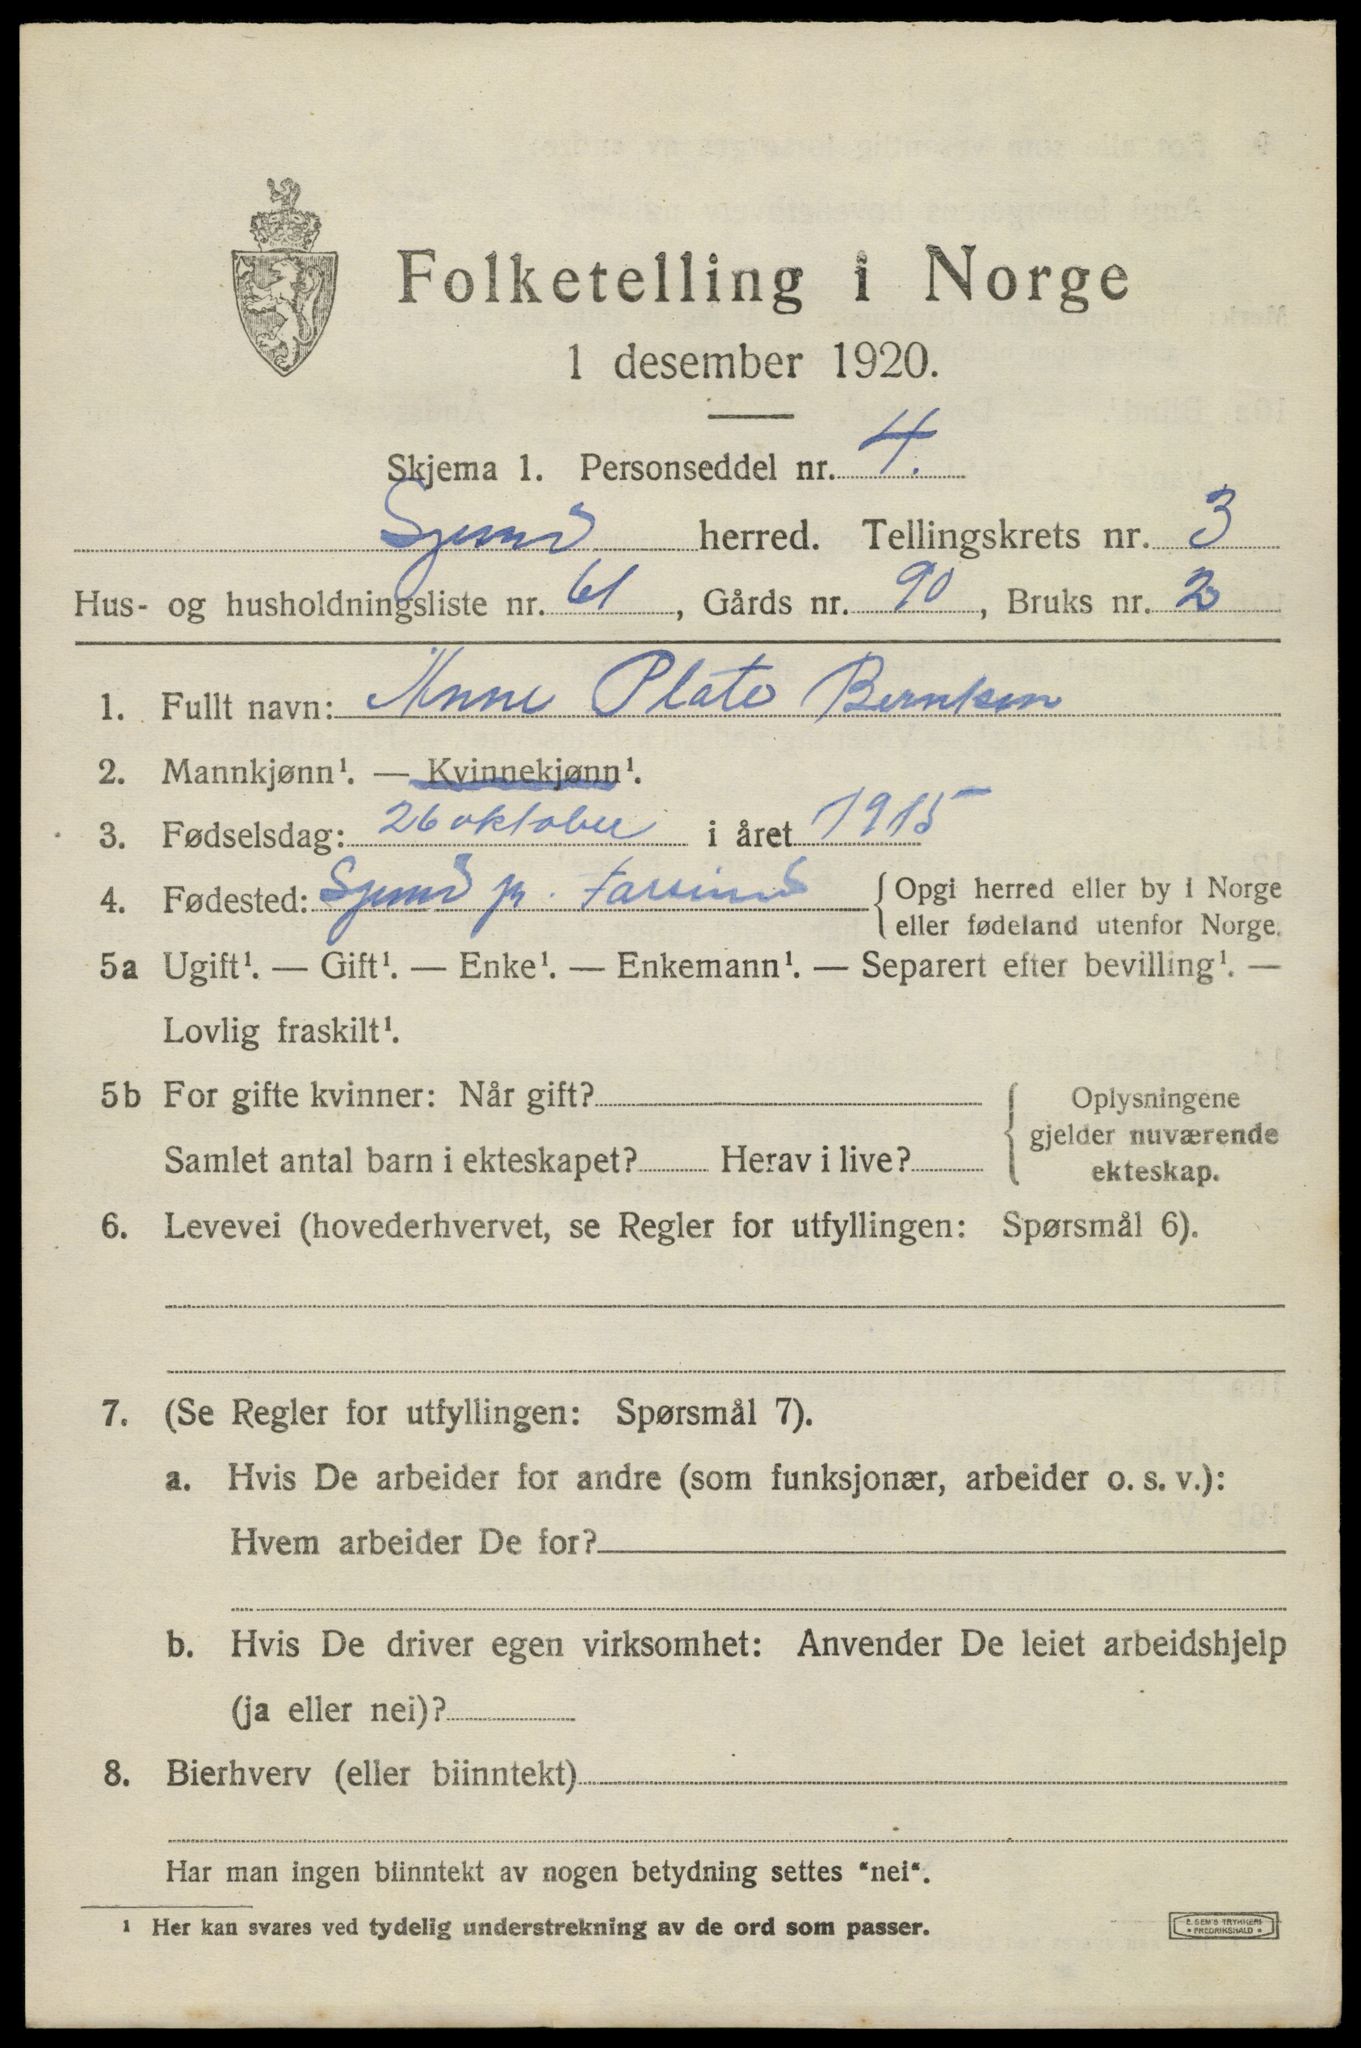 Folketelling i Norge
1 desember 1920.
Skjema 1. Personseddel nr. 4.
herred. Tellingskrets nr. 3
Hus- og husholdningsliste nr. 61, Gårds nr. 90, Bruks nr. 2
1. Fullt navn: Anne Plate Berntsen
2. Mannkjønn¹. — Kvinnekjønn¹.
3. Fødselsdag: 26 oktober i året 1915
4. Fødested: pr. Farsund
{ Opgi herred eller by i Norge
eller fødeland utenfor Norge.
5a Ugift¹. — Gift¹. — Enke¹. — Enkemann¹. — Separert efter bevilling¹. —
Lovlig fraskilt¹.
5b For gifte kvinner: Når gift?
Samlet antal barn i ekteskapet? Herav i live?
{ Oplysningene
gjelder nuværende
ekteskap.
6. Levevei (hovederhvervet, se Regler for utfyllingen: Spørsmål 6).
7. (Se Regler for utfyllingen: Spørsmål 7).
a. Hvis De arbeider for andre (som funksjonær, arbeider o. s. v.):
Hvem arbeider De for?
b. Hvis De driver egen virksomhet: Anvender De leiet arbeidshjelp
(ja eller nei)?
8. Bierhverv (eller biinntekt)
Har man ingen biinntekt av nogen betydning settes "nei".
¹ Her kan svares ved tydelig understrekning av de ord som passer.
E. SEM'S TRYKKERI
* FREDRIKSHALD *